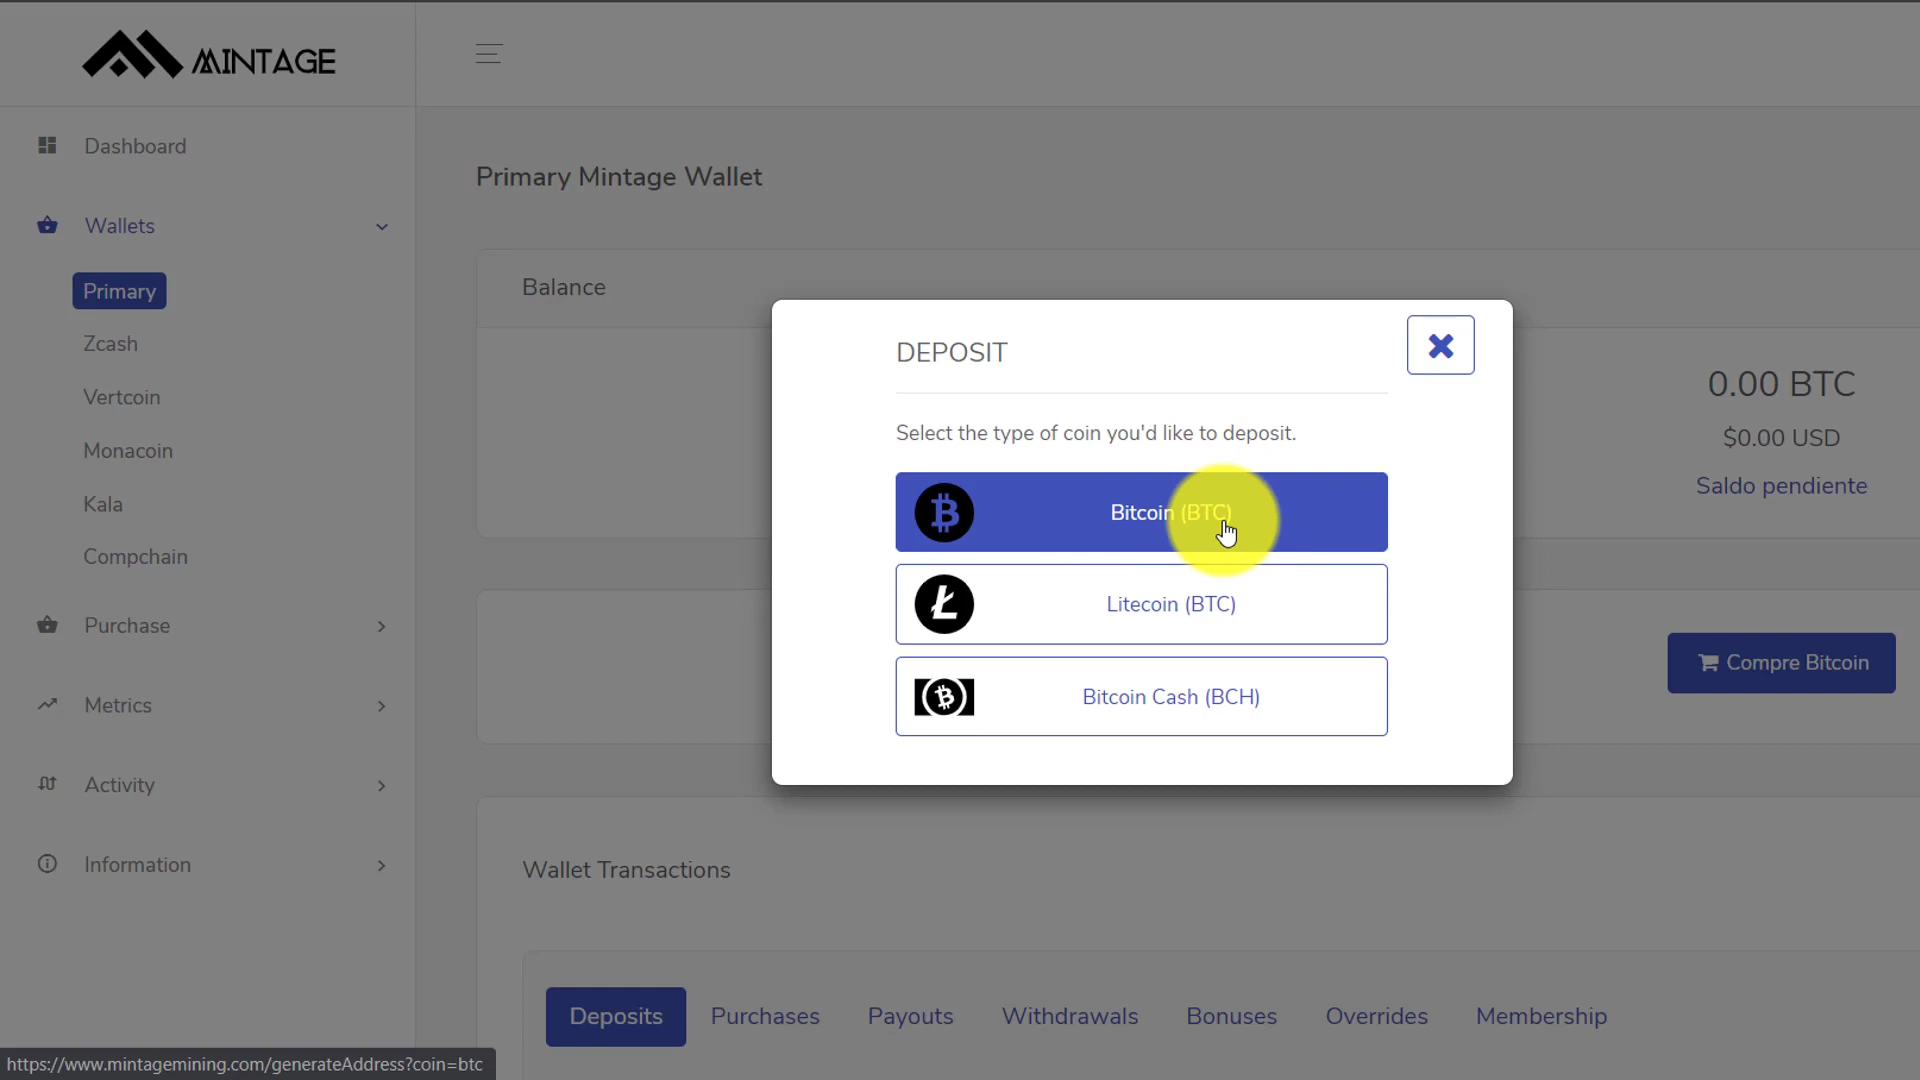 MINTAGE
Dashboard
Wallets
Primary
Zcash
Vertcoin
Monacoin
Kala
Compchain
Purchase
Metrics
Activity
Information
Primary Mintage Wallet
Balance
0.00 BTC
$0.00 USD
Saldo pendiente
DEPOSIT
Select the type of coin you'd like to deposit.
Bitcoin (BTC)
Litecoin (BTC)
Bitcoin Cash (BCH)
Compre Bitcoin
Wallet Transactions
Deposits Purchases Payouts Withdrawals Bonuses Overrides Membership
https://www.mintagemining.com/generateAddress?coin=btc